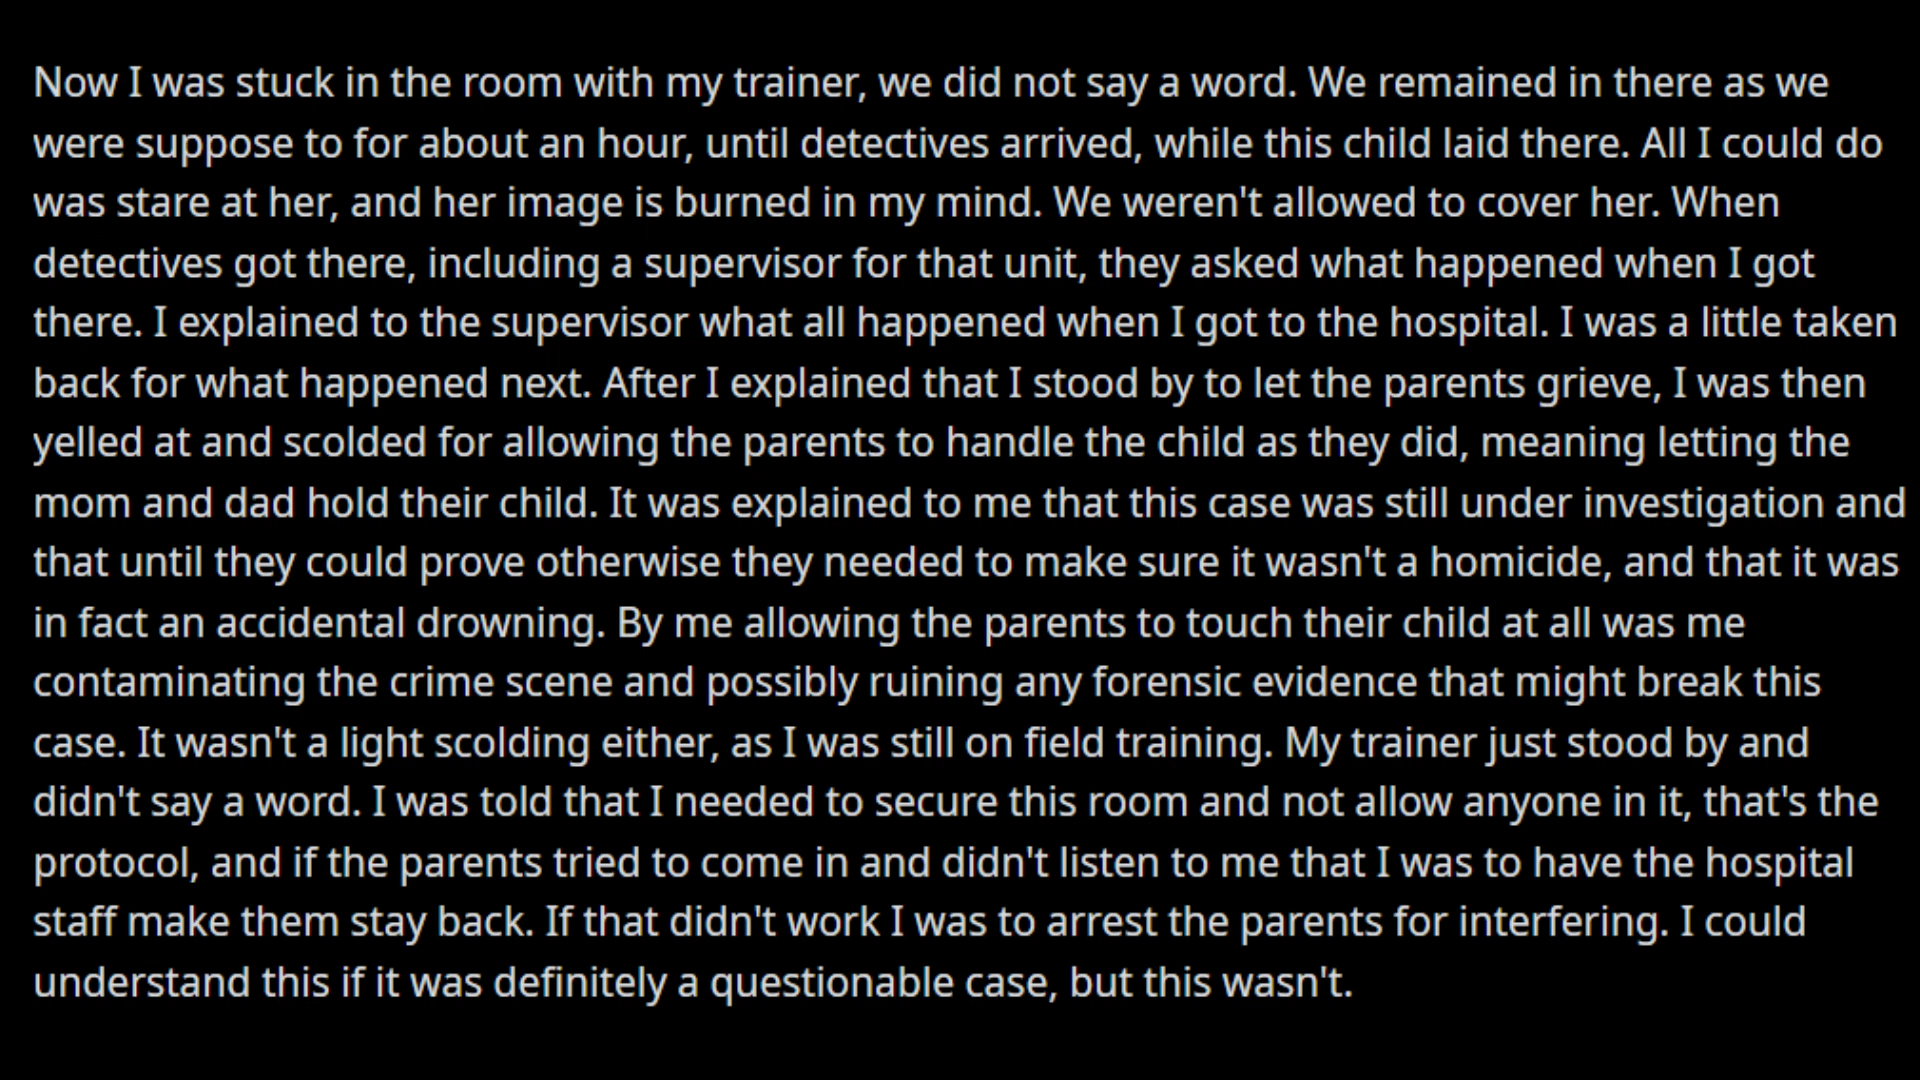 Now I was stuck in the room with my trainer, we did not say a word. We remained in there as we
were suppose to for about an hour, until detectives arrived, while this child laid there. All I could do
was stare at her, and her image is burned in my mind. We weren't allowed to cover her. When
detectives got there, including a supervisor for that unit, they asked what happened when I got
there. I explained to the supervisor what all happened when I got to the hospital. I was a little taken
back for what happened next. After I explained that I stood by to let the parents grieve, I was then
yelled at and scolded for allowing the parents to handle the child as they did, meaning letting the
mom and dad hold their child. It was explained to me that this case was still under investigation and
that until they could prove otherwise they needed to make sure it wasn't a homicide, and that it was
in fact an accidental drowning. By me allowing the parents to touch their child at all was me
contaminating the crime scene and possibly ruining any forensic evidence that might break this
case. It wasn't a light scolding either, as I was still on field training. My trainer just stood by and
didn't say a word. I was told that I needed to secure this room and not allow anyone in it, that's the
protocol, and if the parents tried to come in and didn't listen to me that I was to have the hospital
staff make them stay back. If that didn't work I was to arrest the parents for interfering. I could
understand this if it was definitely a questionable case, but this wasn't.